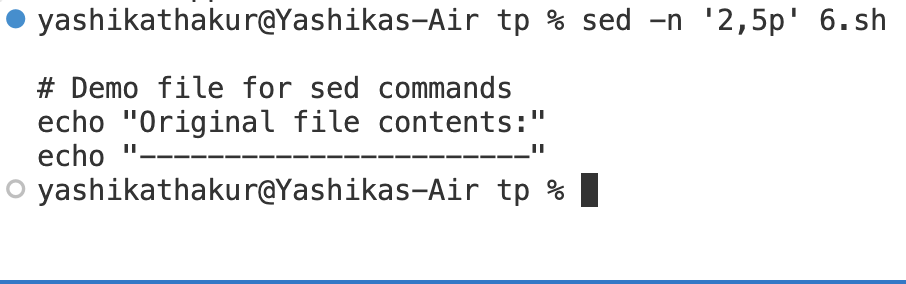 yashikathakur@Yashikas-Air tp % sed -n '2,5p' 6.sh
# Demo file for sed commands
echo "Original file contents:"
echo "-----------------------"
yashikathakur@Yashikas-Air tp %